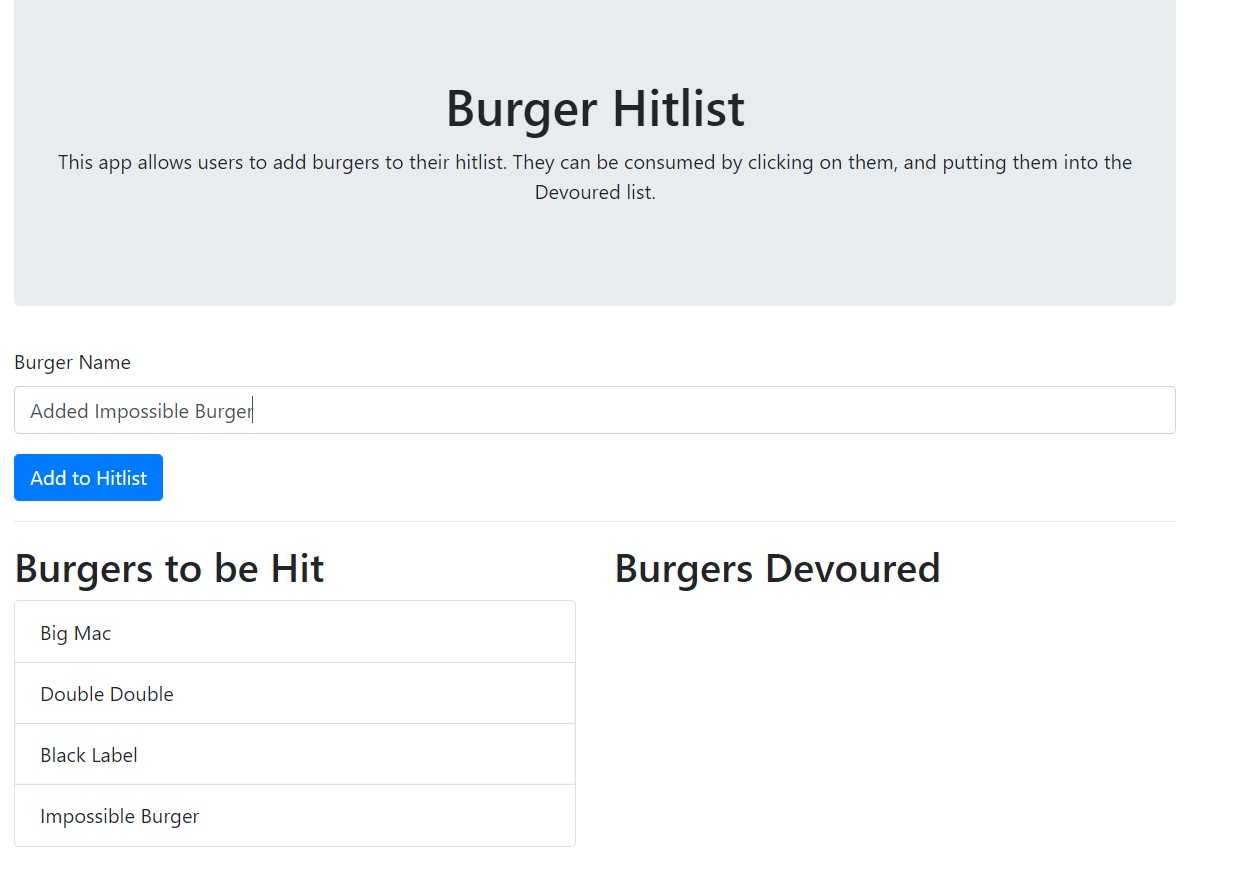 Burger Hitlist
This app allows users to add burgers to their hitlist. They can be consumed by clicking on them, and putting them into the
Devoured list.
Burger Name
Added Impossible Burger
Add to Hitlist
Burgers to be Hit
Big Mac
Double Double
Black Label
Impossible Burger
Burgers Devoured